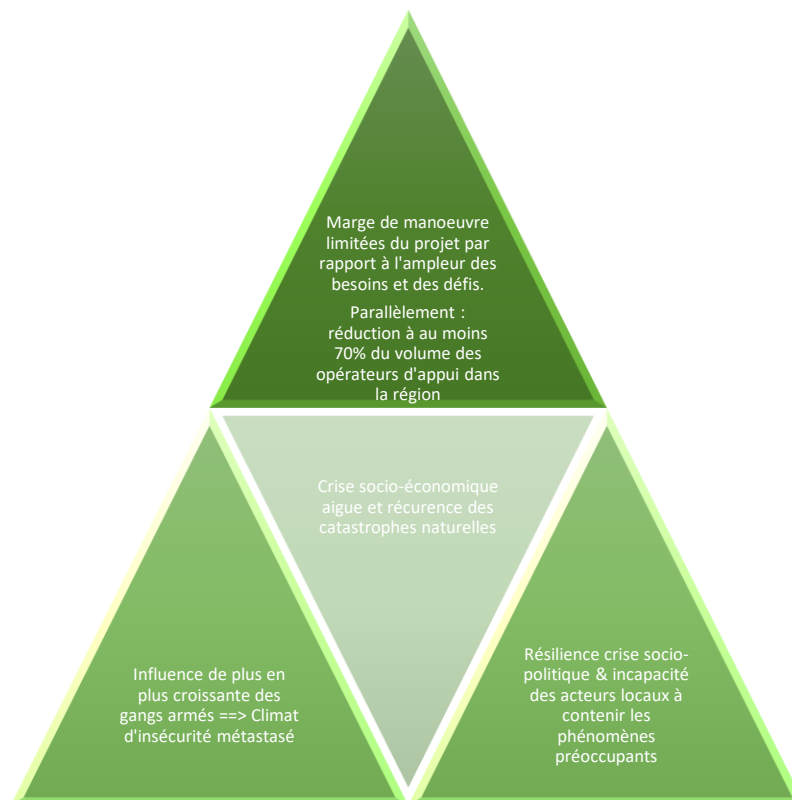 Marge de manoeuvre
limitées du projet par
rapport à l'ampleur des
besoins et des défis.
Parallèlement :
réduction à au moins
70% du volume des
opérateurs d'appui dans
la région
Crise socio-économique
aigue et récurence des
catastrophes naturelles
Influence de plus en
plus croissante des
gangs armés ==> Climat
d'insécurité métastasé
Résilience crise socio-
politique & incapacité
des acteurs locaux à
contenir les
phénomènes
préoccupants